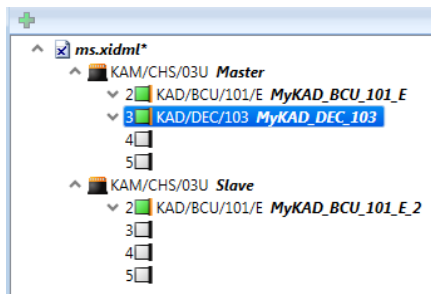 ms.xidml*
KAM/CHS/03U Master
2 KAD/BCU/101/E MyKAD_BCU_101_E
3 KAD/DEC/103 MyKAD_DEC_103
4
5
KAM/CHS/03U Slave
2 KAD/BCU/101/E MyKAD_BCU_101_E_2
3
4
5